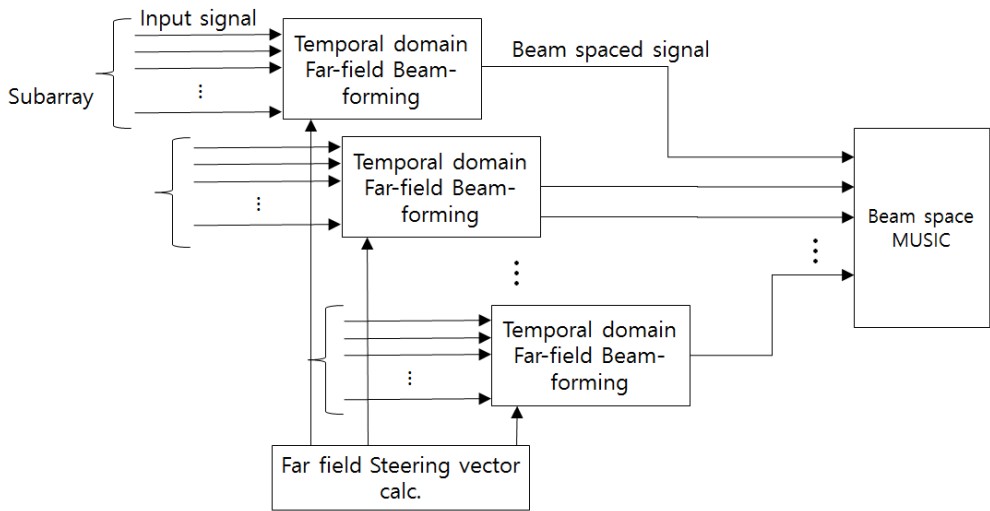 Input signal
Subarray
Temporal domain
Far-field Beam-
forming
Beam spaced signal
Temporal domain
Far-field Beam-
forming
Beam space
MUSIC
Temporal domain
Far-field Beam-
forming
Far field Steering vector
calc.